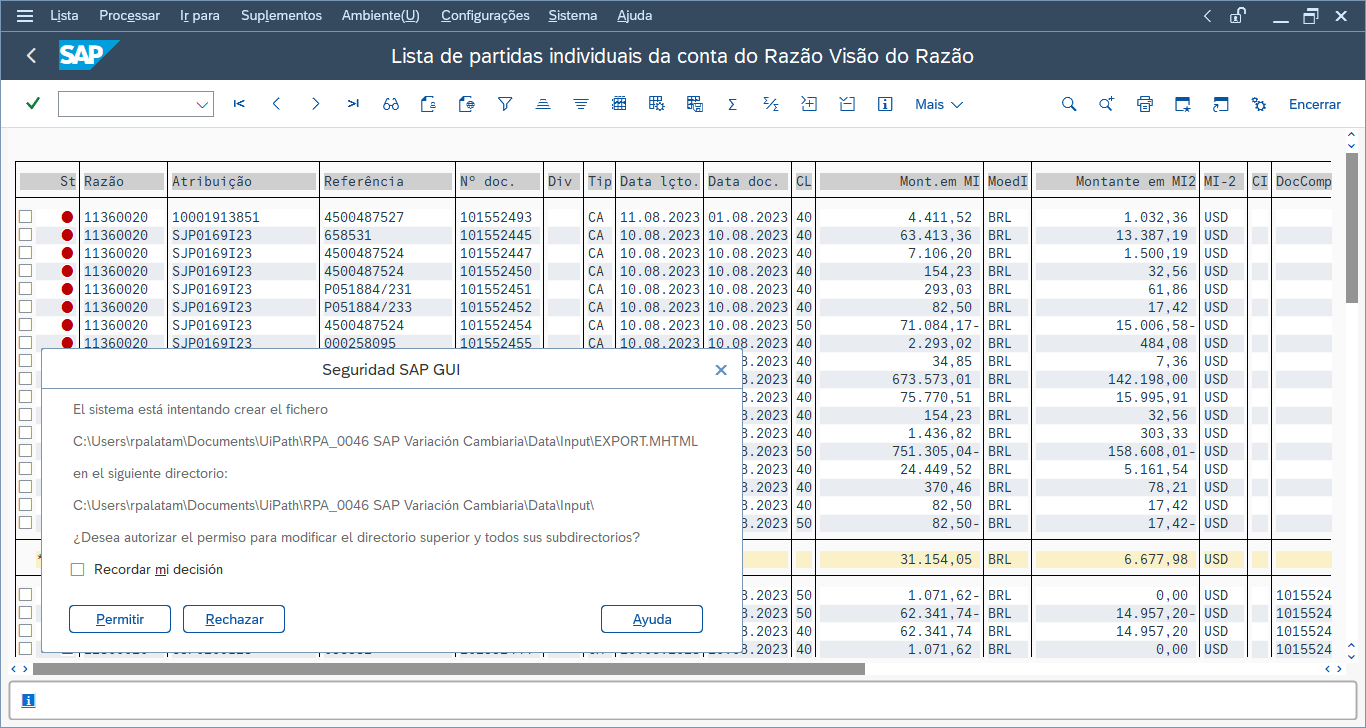 Lista Processar Ir para Suplementos Ambiente(U) Configurações Sistema Ajuda
SAP Lista de partidas individuais da conta do Razão Visão do Razão
Mais Encerrar
St Razão Atribuição Referência Nº doc. Div Tip Data lçto. Data doc. CL Mont.em MI MoedI Montante em MI2 MI-2 CI DocComp
11360020 10001913851 4500487527 101552493 CA 11.08.2023 01.08.2023 40 4.411,52 BRL 1.032,36 USD
11360020 SJP0169I23 658531 101552445 CA 10.08.2023 10.08.2023 40 63.413,36 BRL 13.387,19 USD
11360020 SJP0169I23 4500487524 101552447 CA 10.08.2023 10.08.2023 40 7.106,20 BRL 1.500,19 USD
11360020 SJP0169I23 4500487524 101552450 CA 10.08.2023 10.08.2023 40 154,23 BRL 32,56 USD
11360020 SJP0169I23 P051884/231 101552451 CA 10.08.2023 10.08.2023 40 293,03 BRL 61,86 USD
11360020 SJP0169I23 P051884/233 101552452 CA 10.08.2023 10.08.2023 40 82,50 BRL 17,42 USD
11360020 SJP0169I23 4500487524 101552454 CA 10.08.2023 10.08.2023 50 71.084,17- BRL 15.006,58- USD
11360020 SJP0169I23 000258095 101552455 CA 10.08.2023 10.08.2023 40 2.293,02 BRL 484,08 USD
8.2023 40 34,85 BRL 7,36 USD
8.2023 40 673.573,01 BRL 142.198,00 USD
8.2023 40 75.770,51 BRL 15.995,91 USD
8.2023 40 154,23 BRL 32,56 USD
8.2023 40 1.436,82 BRL 303,33 USD
8.2023 50 751.305,04- BRL 158.608,01- USD
8.2023 40 24.449,52 BRL 5.161,54 USD
8.2023 40 370,46 BRL 78,21 USD
8.2023 40 82,50 BRL 17,42 USD
8.2023 50 82,50- BRL 17,42- USD
* 31.154,05 BRL 6.677,98 USD
8.2023 50 1.071,62- BRL 0,00 USD 1015524
8.2023 50 62.341,74- BRL 14.957,20- USD 1015524
8.2023 40 62.341,74 BRL 14.957,20 USD 1015524
8.2023 40 1.071,62 BRL 0,00 USD 1015524
Seguridad SAP GUI
El sistema está intentando crear el fichero
C:\Users\rpalatam\Documents\UiPath\RPA_0046 SAP Variación Cambiaria\Data\Input\EXPORT.MHTML
en el siguiente directorio:
C:\Users\rpalatam\Documents\UiPath\RPA_0046 SAP Variación Cambiaria\Data\Input\
¿Desea autorizar el permiso para modificar el directorio superior y todos sus subdirectorios?
Recordar mi decisión
Permitir Rechazar Ayuda